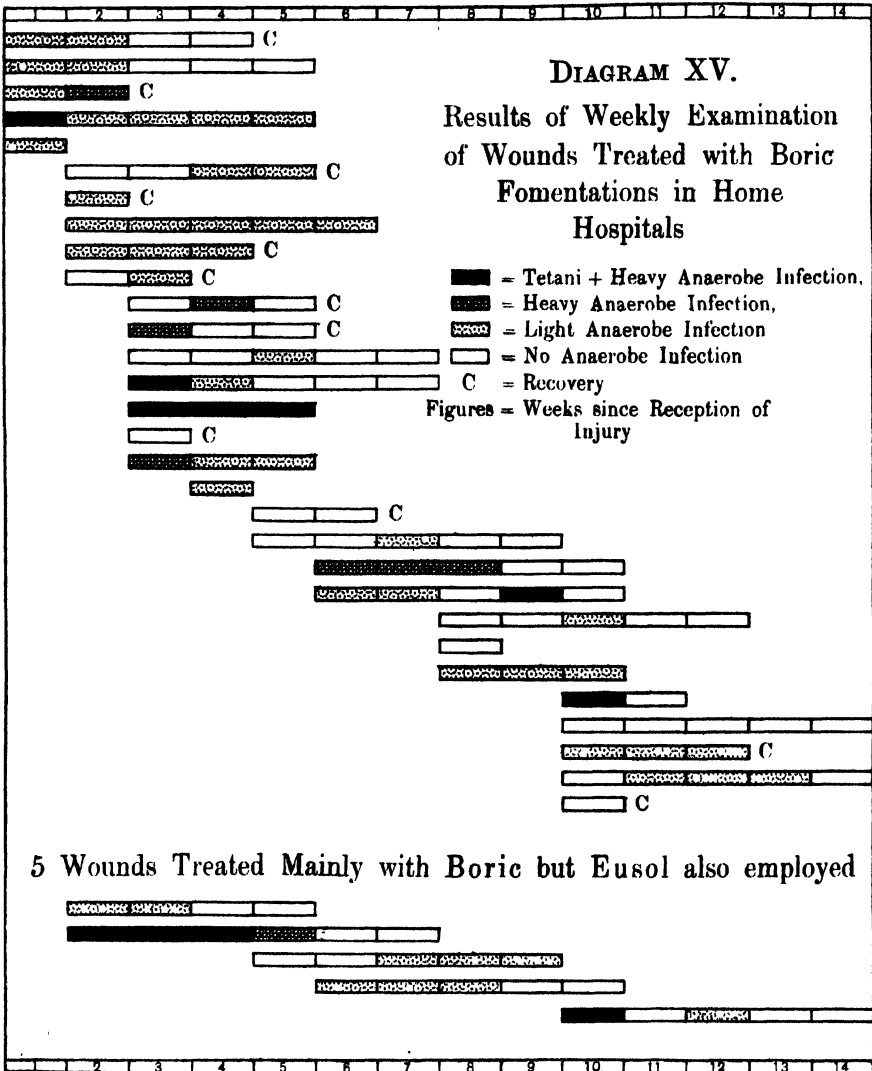 2 3 4 5 6 7 8 9 10 11 12 13 14
C
DIAGRAM XV.
C
Results of Weekly Examination
of Wounds Treated with Boric
Fomentations in Home
Hospitals
C
C
C
C
= Tetani + Heavy Anaerobe Infection,
C
= Heavy Anaerobe Infection,
C
= Light Anaerobe Infection
= No Anaerobe Infection
C = Recovery
Figures = Weeks since Reception of
Injury
C
C
C
C
5 Wounds Treated Mainly with Boric but Eusol also employed
2 3 4 5 6 7 8 9 10 11 12 13 14